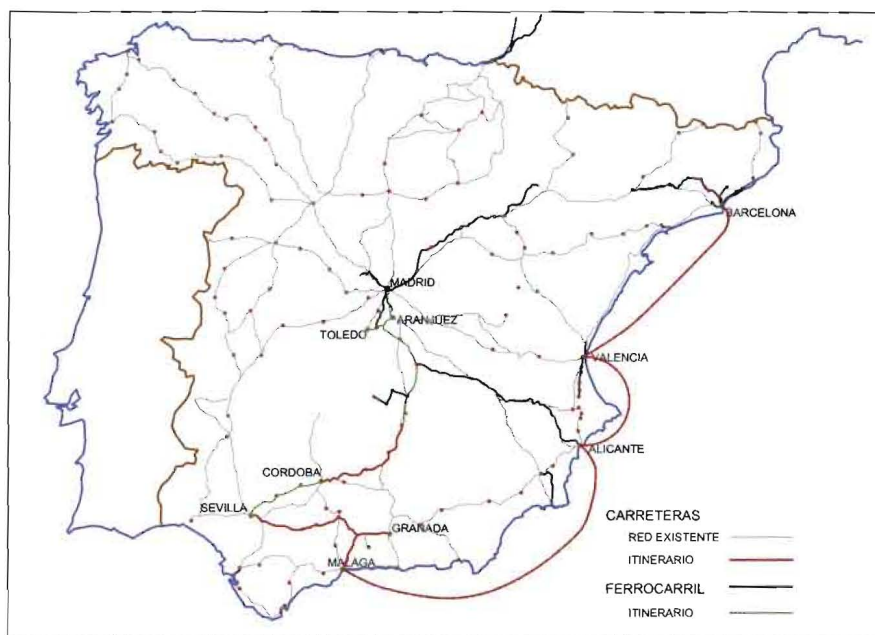 BARCELONA
MADRID
ARANJUEZ
TOLEDO
VALENCIA
ALICANTE
CORDOBA
SEVILLA
GRANADA
MALAGA
CARRETERAS
RED EXISTENTE
ITINERARIO
FERROCARRIL
ITINERARIO